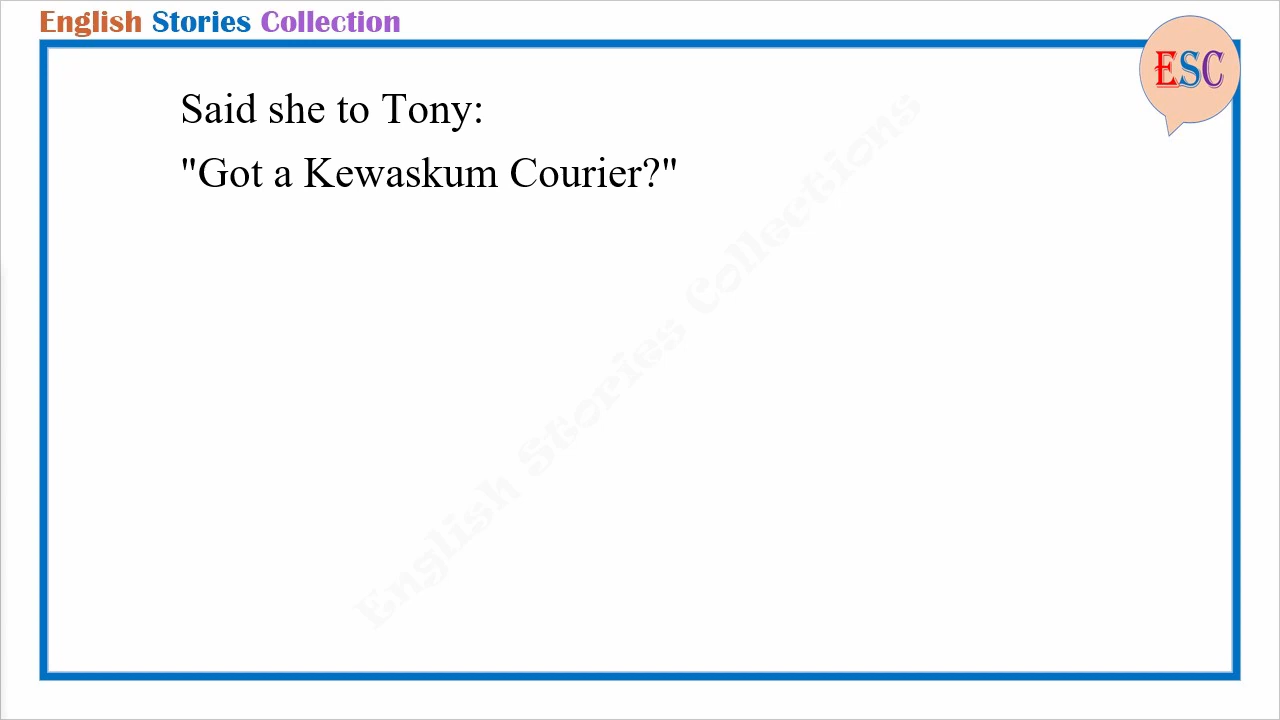 English Stories Collection
ESC
Said she to Tony:
"Got a Kewaskum Courier?"
English Stories Collections